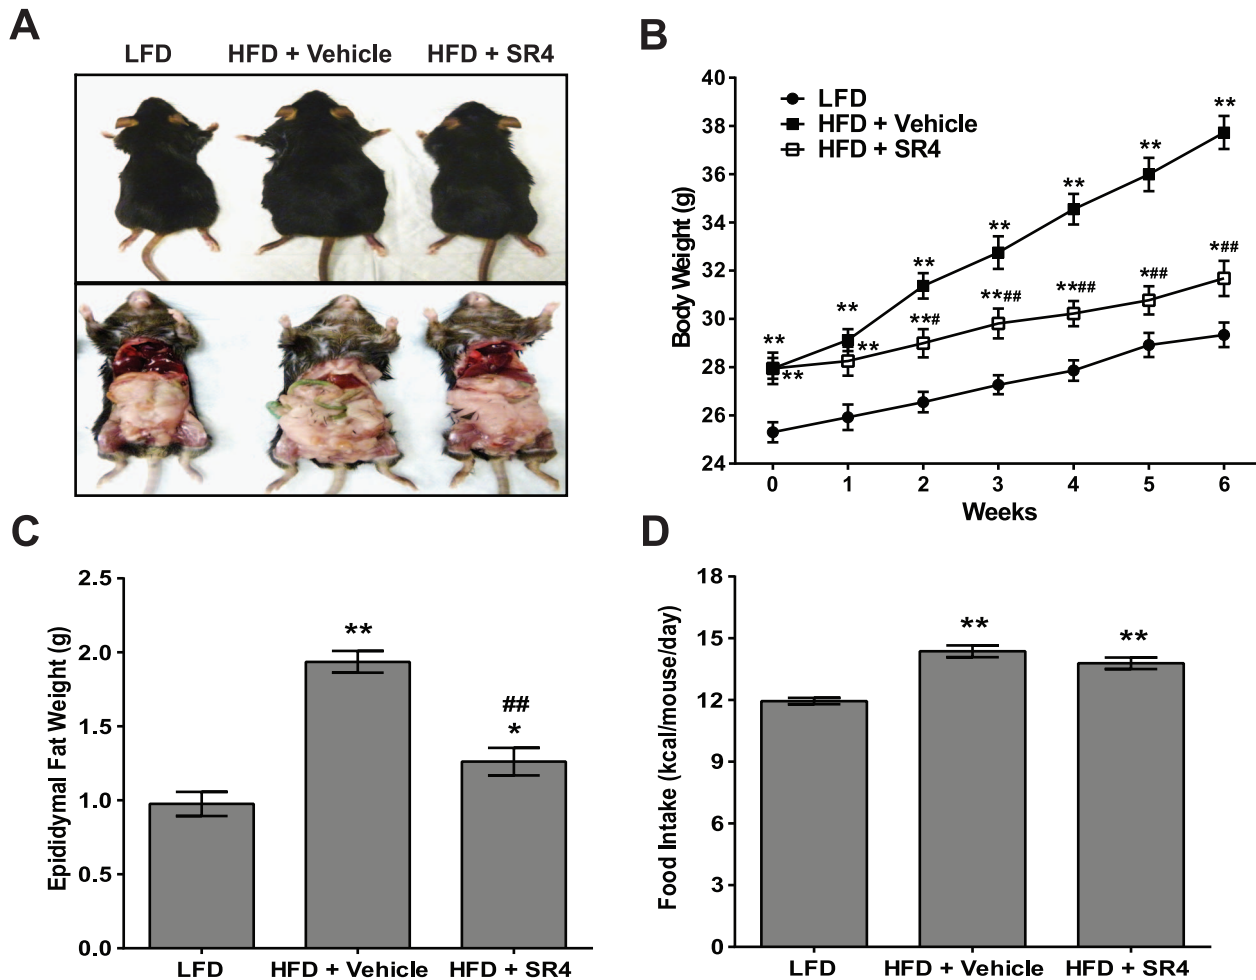 A
LFD HFD + Vehicle HFD + SR4
B
40
38
36
34
32
30
28
26
24
Body Weight (g)
LFD
HFD + Vehicle
HFD + SR4
** ** ** ** ** ** **
** ** **# **## **## *## *##
0 1 2 3 4 5 6
Weeks
C
2.5
2.0
1.5
1.0
0.5
0.0
Epididymal Fat Weight (g)
**
##
*
LFD HFD + Vehicle HFD + SR4
D
18
15
12
9
6
3
0
Food Intake (kcal/mouse/day)
** **
LFD HFD + Vehicle HFD + SR4